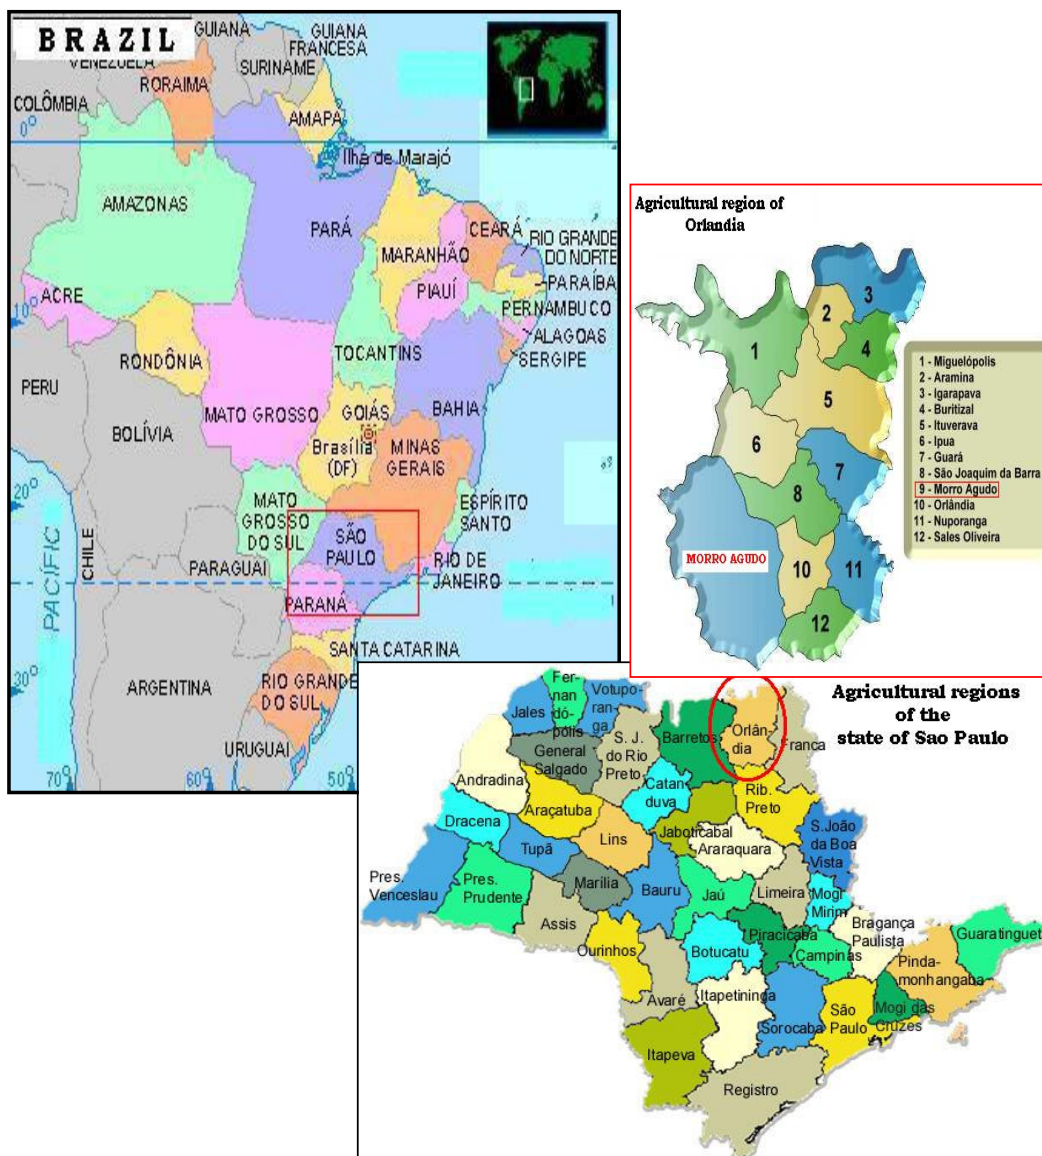 BRAZIL
GUIANA
GUIANA
FRANCESA
SURINAME
VENEZUELA
RORAIMA
COLÔMBIA
0°
AMAPÁ
Ilha de Marajó
AMAZONAS
PARÁ
MARANHÃO
CEARÁ
RIO GRANDE
DO NORTE
PARAÍBA
PIAUÍ
PERNAMBUCO
ALAGOAS
SERGIPE
ACRE
10°
RONDÔNIA
TOCANTINS
PERU
MATO GROSSO
GOIÁS
BAHIA
BOLÍVIA
Brasília
(DF)
MINAS
GERAIS
20°
MATO
GROSSO
DO SUL
ESPÍRITO
SANTO
SÃO
PAULO
RIO DE
JANEIRO
PACÍFIC
CHILE
PARAGUAI
PARANÁ
SANTA CATARINA
30°
ARGENTINA
RIO GRANDE
DO SUL
URUGUAI
70°
60°
50°
Agricultural region of
Orlandia
1
2
3
4
5
6
7
8
MORRO AGUDO
10
11
12
1 - Miguelópolis
2 - Aramina
3 - Igarapava
4 - Buritizal
5 - Ituverava
6 - Ipua
7 - Guará
8 - São Joaquim da Barra
9 - Morro Agudo
10 - Orlândia
11 - Nuporanga
12 - Sales Oliveira
Agricultural regions
of the
state of Sao Paulo
Jales
Fer-
nan
dó-
polis
Votupo-
ran-
ga
General
Salgado
S. J.
do Rio
Preto
Barretos
Orlân-
dia
Franca
Andradina
Araçatuba
Catan-
duva
Rib.
Preto
Dracena
Tupã
Lins
Jaboticabal
Araraquara
S.João
da Boa
Vista
Pres.
Venceslau
Pres.
Prudente
Marília
Bauru
Jaú
Limeira
Mogi
Mirim
Assis
Ourinhos
Botucatu
Piracicaba
Campinas
Bragança
Paulista
Guaratinguet
Pinda-
monhangaba
Avaré
Itapetininga
Sorocaba
São
Paulo
Mogi das
Cruzes
Itapeva
Registro